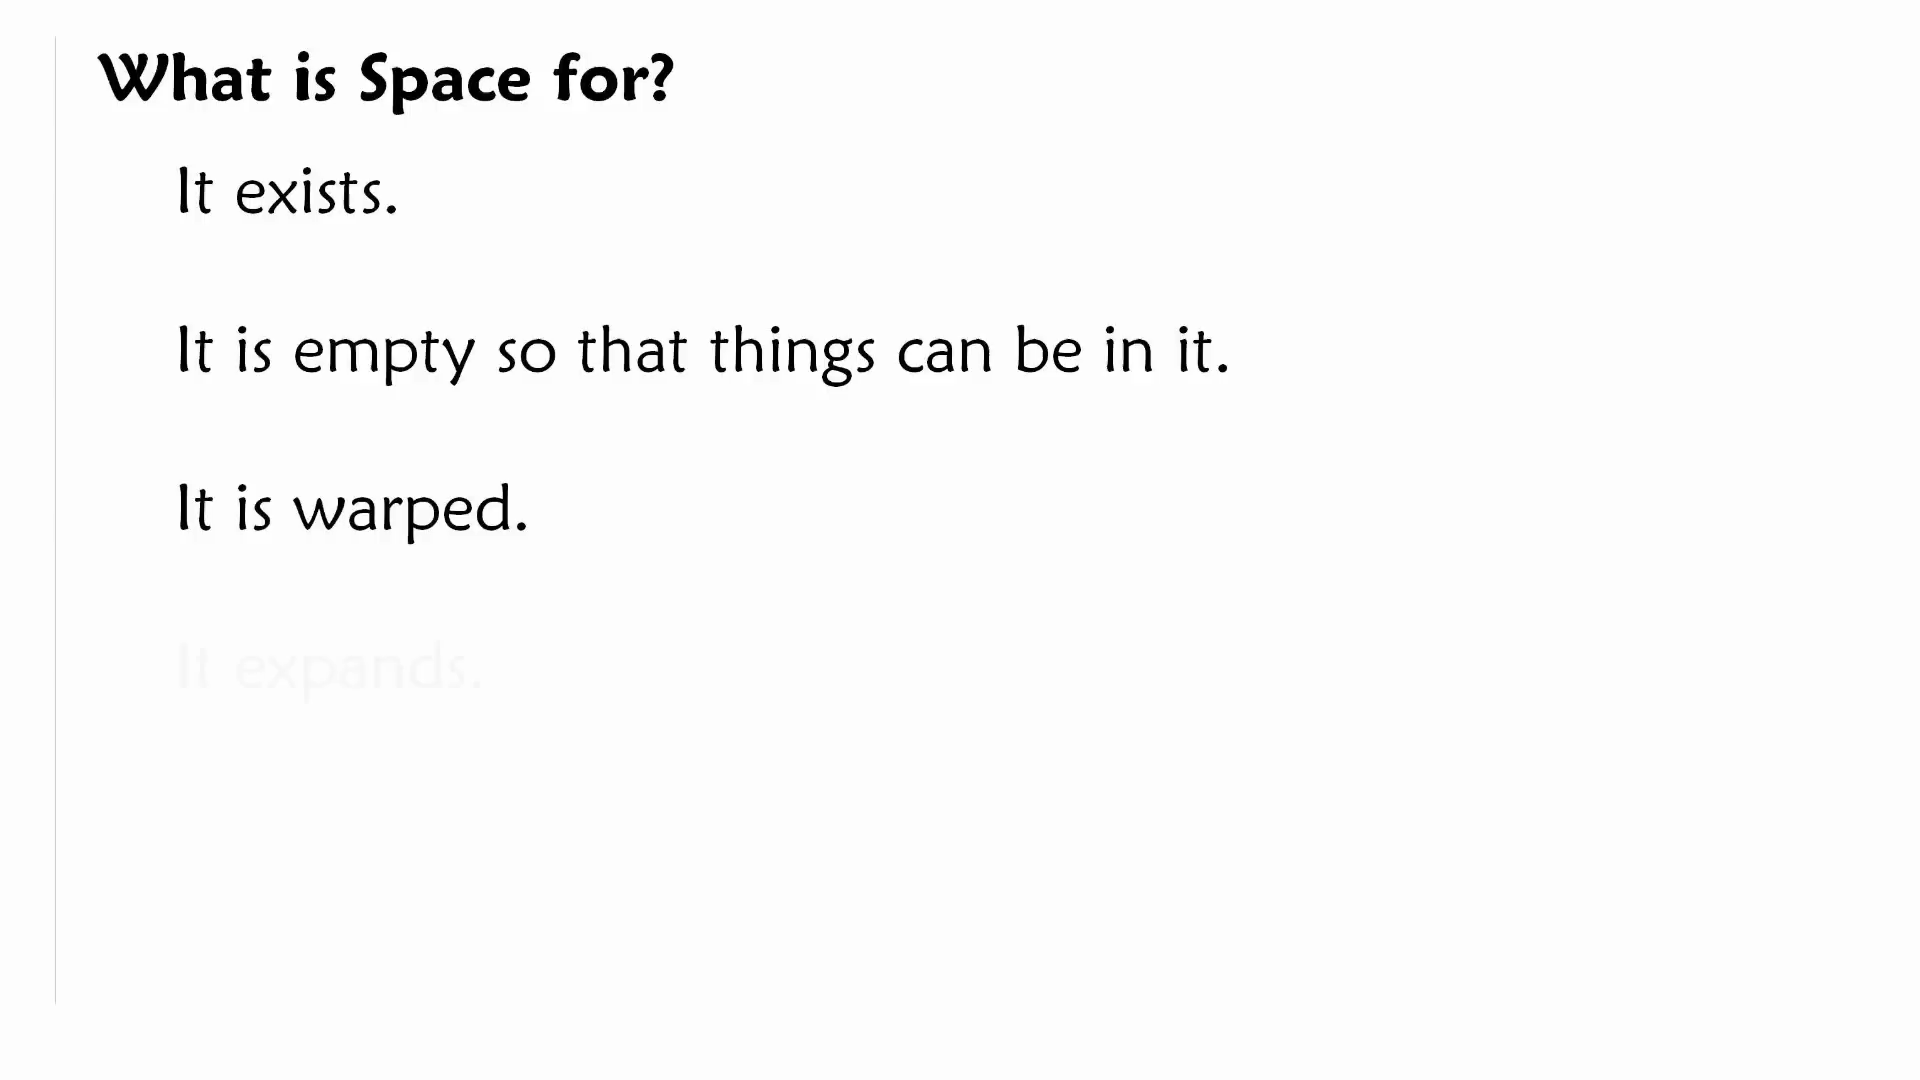 What is Space for?
It exists.
It is empty so that things can be in it.
It is warped.
It expands.